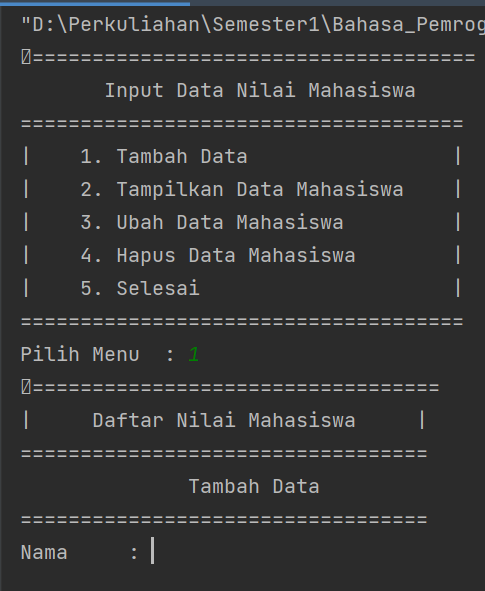 "D:\Perkuliahan\Semester1\Bahasa_Pemrog
=====================================
Input Data Nilai Mahasiswa
=====================================
|    1. Tambah Data                 |
|    2. Tampilkan Data Mahasiswa    |
|    3. Ubah Data Mahasiswa         |
|    4. Hapus Data Mahasiswa        |
|    5. Selesai                     |
=====================================
Pilih Menu  : 1
==================================
|     Daftar Nilai Mahasiswa     |
==================================
Tambah Data
==================================
Nama     :